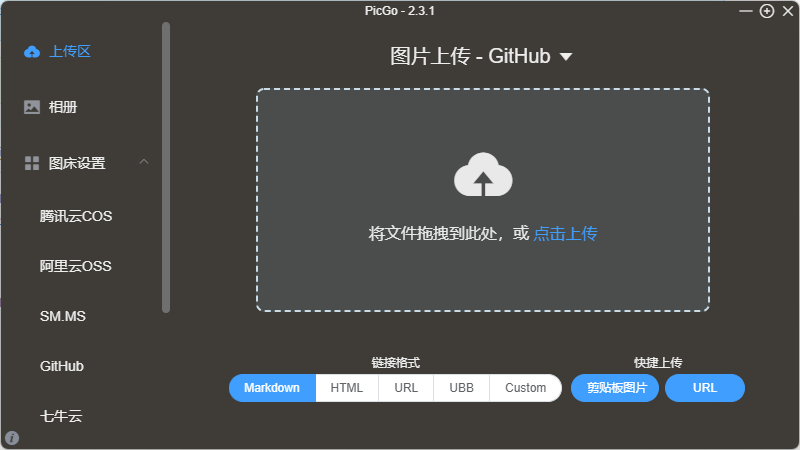 PicGo - 2.3.1
上传区
相册
图床设置
腾讯云COS
阿里云OSS
SM.MS
GitHub
七牛云
图片上传 - GitHub
将文件拖拽到此处，或 点击上传
链接格式
Markdown HTML URL UBB Custom
快捷上传
剪贴板图片 URL